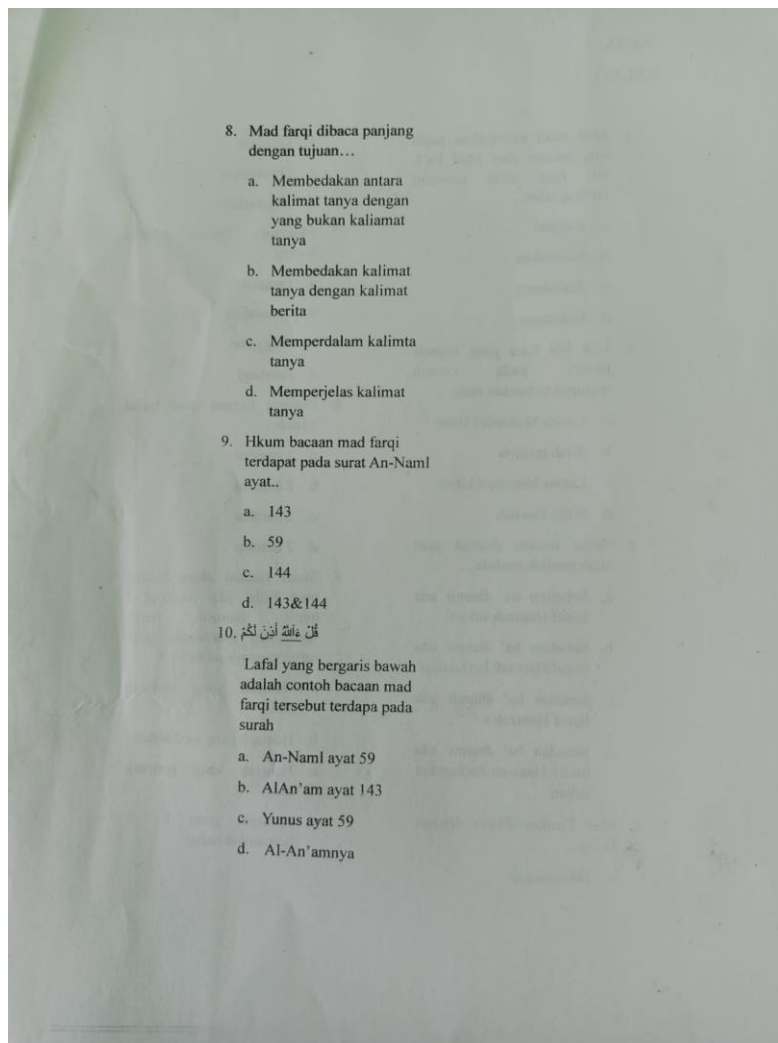 8. Mad farqi dibaca panjang
dengan tujuan…
a. Membedakan antara
kalimat tanya dengan
yang bukan kaliamat
tanya
b. Membedakan kalimat
tanya dengan kalimat
berita
c. Memperdalam kalimta
tanya
d. Memperjelas kalimat
tanya
9. Hkum bacaan mad farqi
terdapat pada surat An-Naml
ayat..
a. 143
b. 59
c. 144
d. 143&144
10. قُلْ ءَاللهُ أَذِنَ لَكُمْ
Lafal yang bergaris bawah
adalah contoh bacaan mad
farqi tersebut terdapa pada
surah
a. An-Naml ayat 59
b. AlAn’am ayat 143
c. Yunus ayat 59
d. Al-An’amnya